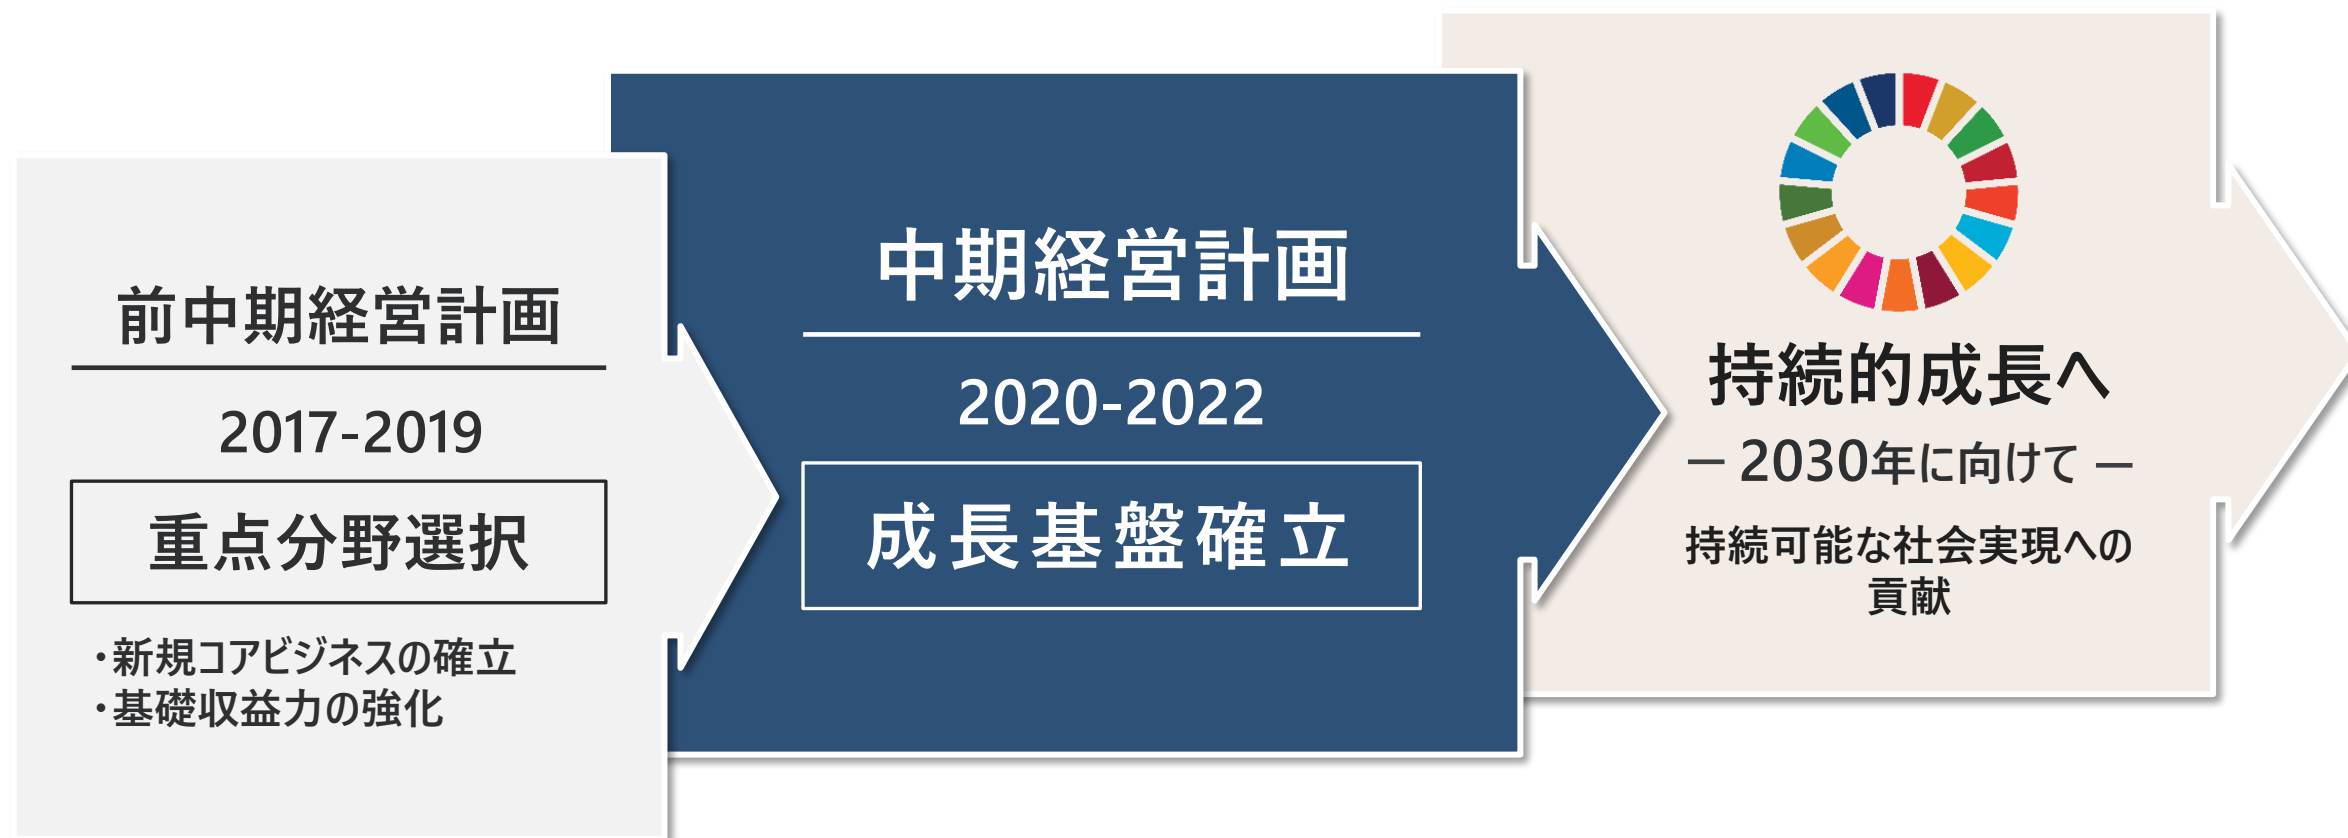 前中期経営計画
2017-2019
重点分野選択
・新規コアビジネスの確立
・基礎収益力の強化
中期経営計画
2020-2022
成長基盤確立
持続的成長へ
― 2030年に向けて ―
持続可能な社会実現への
貢献